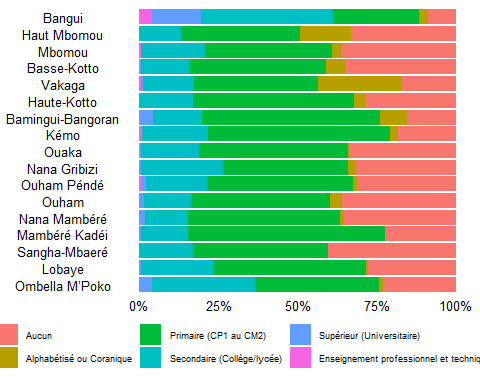 Bangui
Haut Mbomou
Mbomou
Basse-Kotto
Vakaga
Haute-Kotto
Bamingui-Bangoran
Kémo
Ouaka
Nana Gribizi
Ouham Péndé
Ouham
Nana Mambéré
Mambéré Kadéi
Sangha-Mbaeré
Lobaye
Ombella M'Poko
0% 25% 50% 75% 100%
Aucun Primaire (CP1 au CM2) Supérieur (Universitaire)
Alphabétisé ou Coranique Secondaire (Collège/lycée) Enseignement professionel et techniq